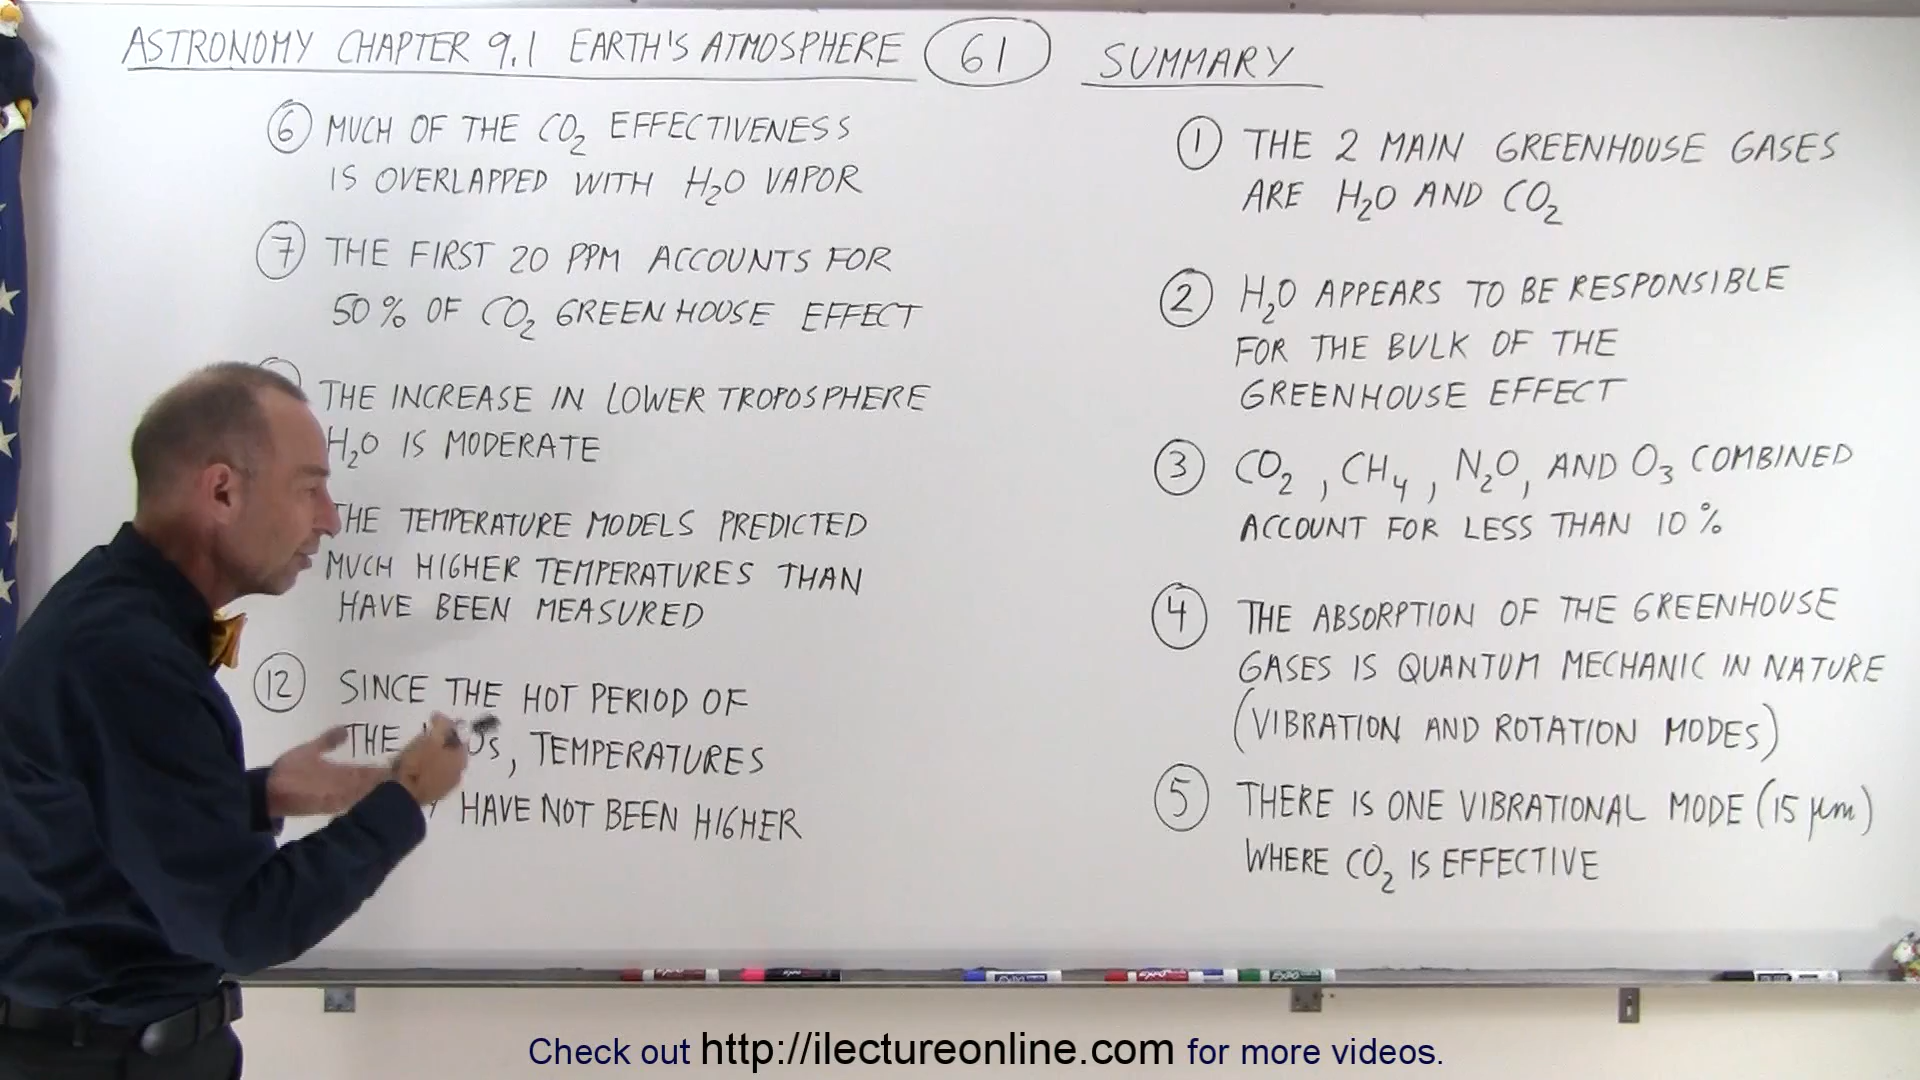 ASTRONOMY CHAPTER 9.1 EARTH'S ATMOSPHERE 61 SUMMARY
6 MUCH OF THE CO2 EFFECTIVENESS
IS OVERLAPPED WITH H2O VAPOR
7 THE FIRST 20 PPM ACCOUNTS FOR
50% OF CO2 GREENHOUSE EFFECT
THE INCREASE IN LOWER TROPOSPHERE
H2O IS MODERATE
THE TEMPERATURE MODELS PREDICTED
MUCH HIGHER TEMPERATURES THAN
HAVE BEEN MEASURED
12 SINCE THE HOT PERIOD OF
THE TEMPERATURES
HAVE NOT BEEN HIGHER
1 THE 2 MAIN GREENHOUSE GASES
ARE H2O AND CO2
2 H2O APPEARS TO BE RESPONSIBLE
FOR THE BULK OF THE
GREENHOUSE EFFECT
3 CO2, CH4, N2O, AND O3 COMBINED
ACCOUNT FOR LESS THAN 10%
4 THE ABSORPTION OF THE GREENHOUSE
GASES IS QUANTUM MECHANIC IN NATURE
(VIBRATION AND ROTATION MODES)
5 THERE IS ONE VIBRATIONAL MODE (15 μm)
WHERE CO2 IS EFFECTIVE
Check out http://ilectureonline.com for more videos.